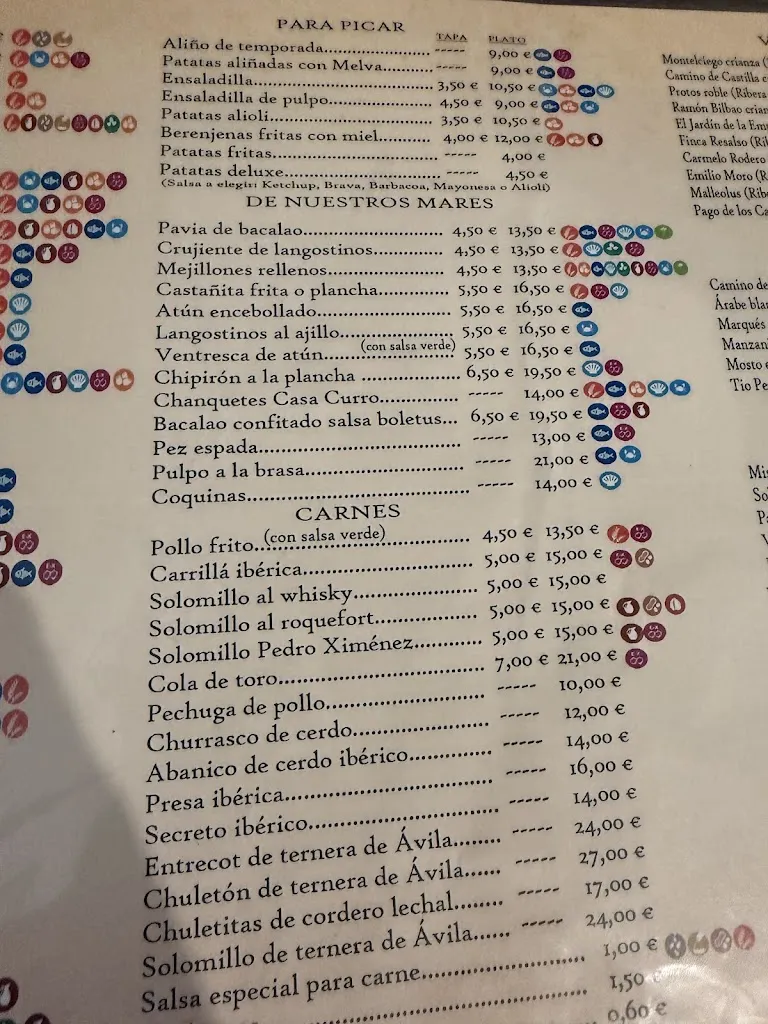 PARA PICAR
TAPA PLATO
Aliño de temporada.................... ----- 9,00 €
Patatas aliñadas con Melva........... ----- 9,00 €
Ensaladilla................................ 3,50 € 10,50 €
Ensaladilla de pulpo.................... 4,50 € 9,00 €
Patatas alioli............................. 3,50 € 10,50 €
Berenjenas fritas con miel........... 4,00 € 12,00 €
Patatas fritas............................ ----- 4,00 €
Patatas deluxe........................... ----- 4,50 €
(Salsa a elegir: Ketchup, Brava, Barbacoa, Mayonesa o Alioli)
DE NUESTROS MARES
Pavia de bacalao........................ 4,50 € 13,50 €
Crujiente de langostinos............. 4,50 € 13,50 €
Mejillones rellenos.................... 4,50 € 13,50 €
Castañita frita o plancha............ 5,50 € 16,50 €
Atún encebollado....................... 5,50 € 16,50 €
Langostinos al ajillo.................. 5,50 € 16,50 €
Ventresca de atún...................... (con salsa verde) 5,50 € 16,50 €
Chipirón a la plancha ................ 6,50 € 19,50 €
Chanquetes Casa Curro................ ----- 14,00 €
Bacalao confitado salsa boletus... 6,50 € 19,50 €
Pez espada................................ ----- 13,00 €
Pulpo a la brasa........................ ----- 21,00 €
Coquinas................................... ----- 14,00 €
CARNES
Pollo frito... (con salsa verde) ........... 4,50 € 13,50 €
Carrillá ibérica......................... 5,00 € 15,00 €
Solomillo al whisky.................... 5,00 € 15,00 €
Solomillo al roquefort................ 5,00 € 15,00 €
Solomillo Pedro Ximénez............. 5,00 € 15,00 €
Cola de toro............................. 7,00 € 21,00 €
Pechuga de pollo........................ ----- 10,00 €
Churrasco de cerdo.................... ----- 12,00 €
Abanico de cerdo ibérico............. ----- 14,00 €
Presa ibérica............................ ----- 16,00 €
Secreto ibérico.......................... ----- 14,00 €
Entrecot de ternera de Ávila........ ----- 24,00 €
Chuletón de ternera de Ávila...... ----- 27,00 €
Chuletitas de cordero lechal........ ----- 17,00 €
Solomillo de ternera de Ávila...... ----- 24,00 €
Salsa especial para carne........................ 1,00 €
1,50
0,60 €
Montelciego crianza
Camino de Castilla
Protos roble (Ribera
Ramón Bilbao
El Jardín de la
Finca Resalso
Carmelo Rodero
Emilio Moro
Malleolus
Pago de los
Camino de
Árabe
Marqués
Mosto
Tio